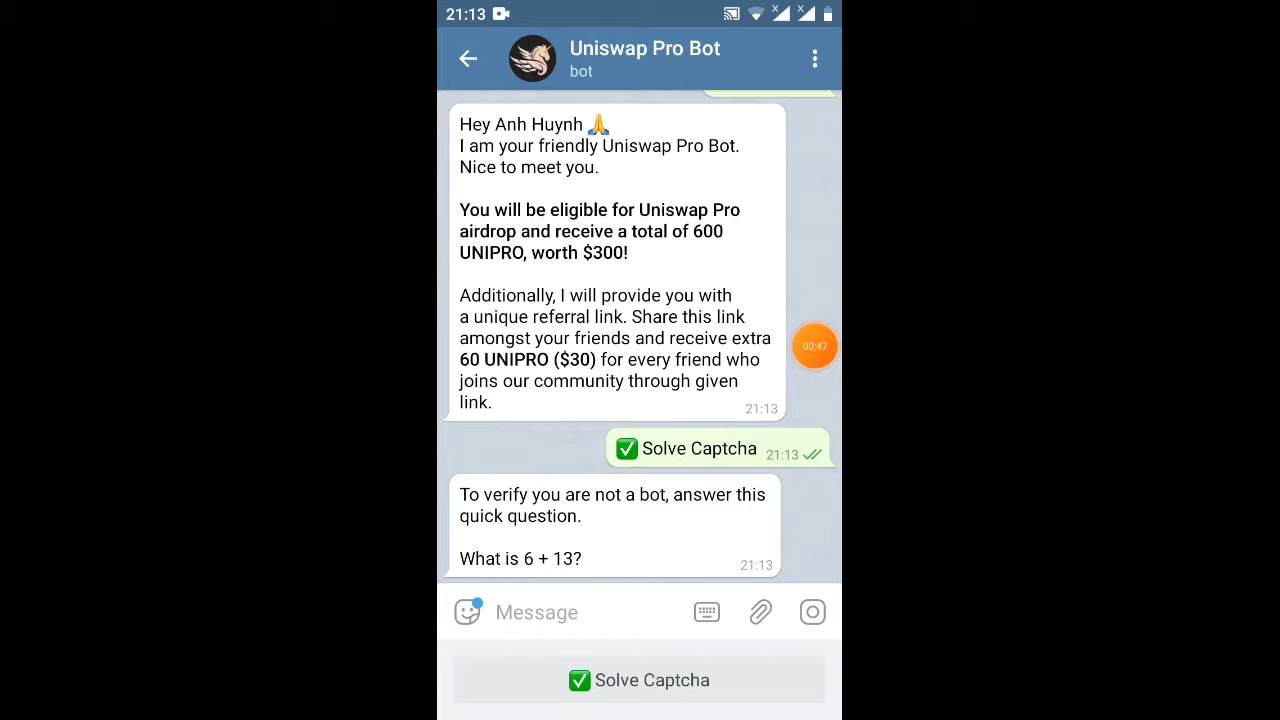 21:13
Uniswap Pro Bot
bot
Hey Anh Huynh 🙏
I am your friendly Uniswap Pro Bot.
Nice to meet you.
You will be eligible for Uniswap Pro
airdrop and receive a total of 600
UNIPRO, worth $300!
Additionally, I will provide you with
a unique referral link. Share this link
amongst your friends and receive extra
60 UNIPRO ($30) for every friend who
joins our community through given
link.
21:13
00:47
✅ Solve Captcha 21:13
To verify you are not a bot, answer this
quick question.
What is 6 + 13?
21:13
Message
✅ Solve Captcha